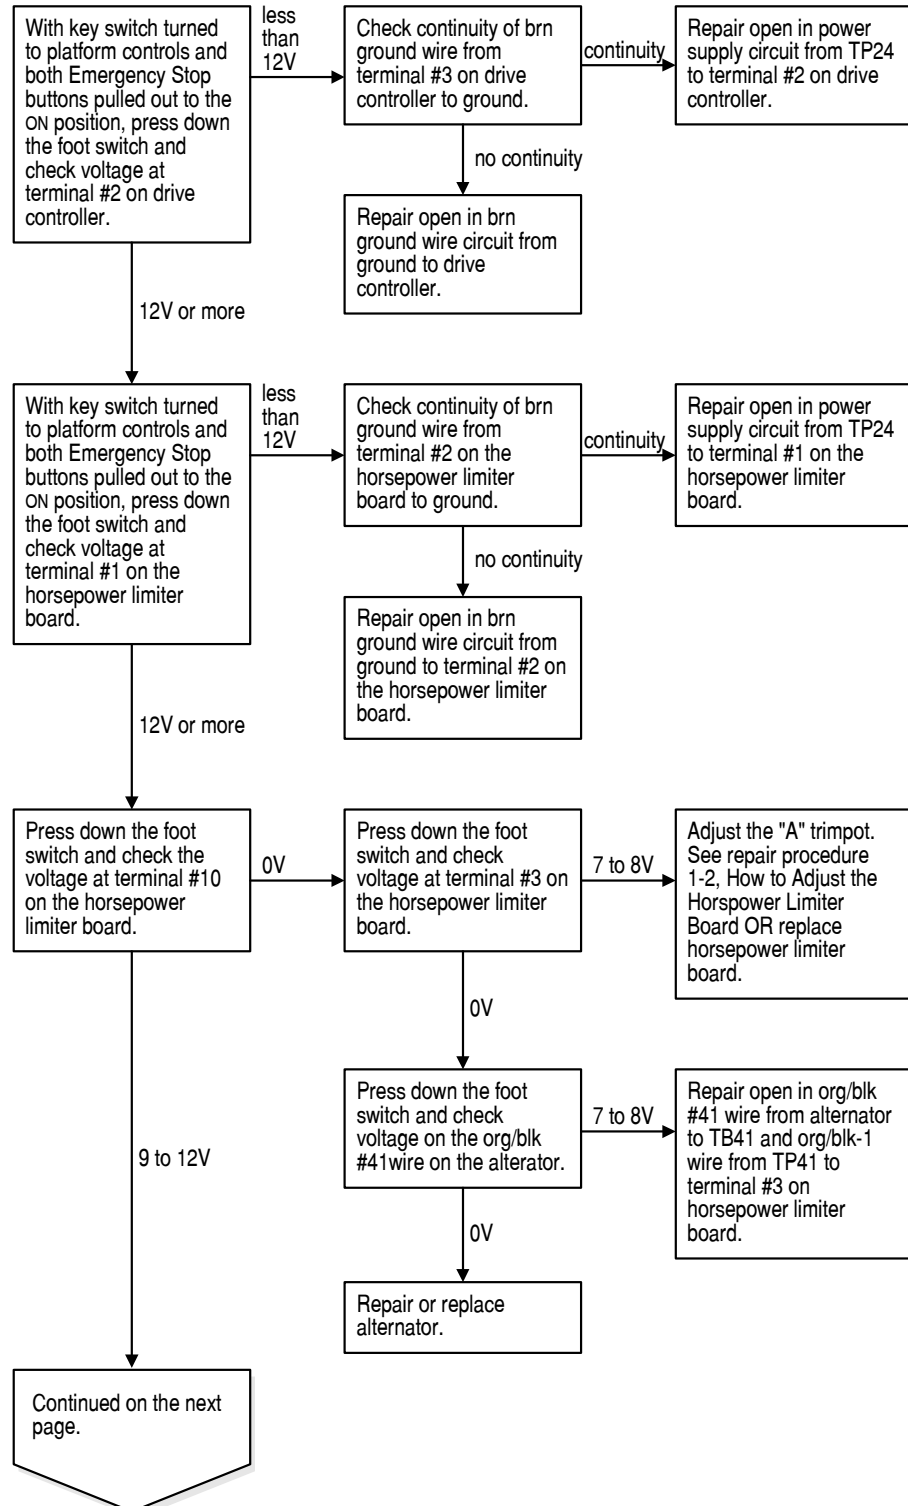 With key switch turned
to platform controls and
both Emergency Stop
buttons pulled out to the
ON position, press down
the foot switch and
check voltage at
terminal #2 on drive
controller.
less
than
12V
Check continuity of brn
ground wire from
terminal #3 on drive
controller to ground.
continuity
Repair open in power
supply circuit from TP24
to terminal #2 on drive
controller.
no continuity
Repair open in brn
ground wire circuit from
ground to drive
controller.
12V or more
With key switch turned
to platform controls and
both Emergency Stop
buttons pulled out to the
ON position, press down
the foot switch and
check voltage at
terminal #1 on the
horsepower limiter
board.
less
than
12V
Check continuity of brn
ground wire from
terminal #2 on the
horsepower limiter
board to ground.
continuity
Repair open in power
supply circuit from TP24
to terminal #1 on the
horsepower limiter
board.
no continuity
Repair open in brn
ground wire circuit from
ground to terminal #2 on
the horsepower limiter
board.
12V or more
Press down the foot
switch and check the
voltage at terminal #10
on the horsepower
limiter board.
0V
Press down the foot
switch and check
voltage at terminal #3 on
the horsepower limiter
board.
7 to 8V
Adjust the "A" trimpot.
See repair procedure
1-2, How to Adjust the
Horspower Limiter
Board OR replace
horsepower limiter
board.
0V
Press down the foot
switch and check
voltage on the org/blk
#41wire on the alterator.
7 to 8V
Repair open in org/blk
#41 wire from alternator
to TB41 and org/blk-1
wire from TP41 to
terminal #3 on
horsepower limiter
board.
9 to 12V
0V
Repair or replace
alternator.
Continued on the next
page.